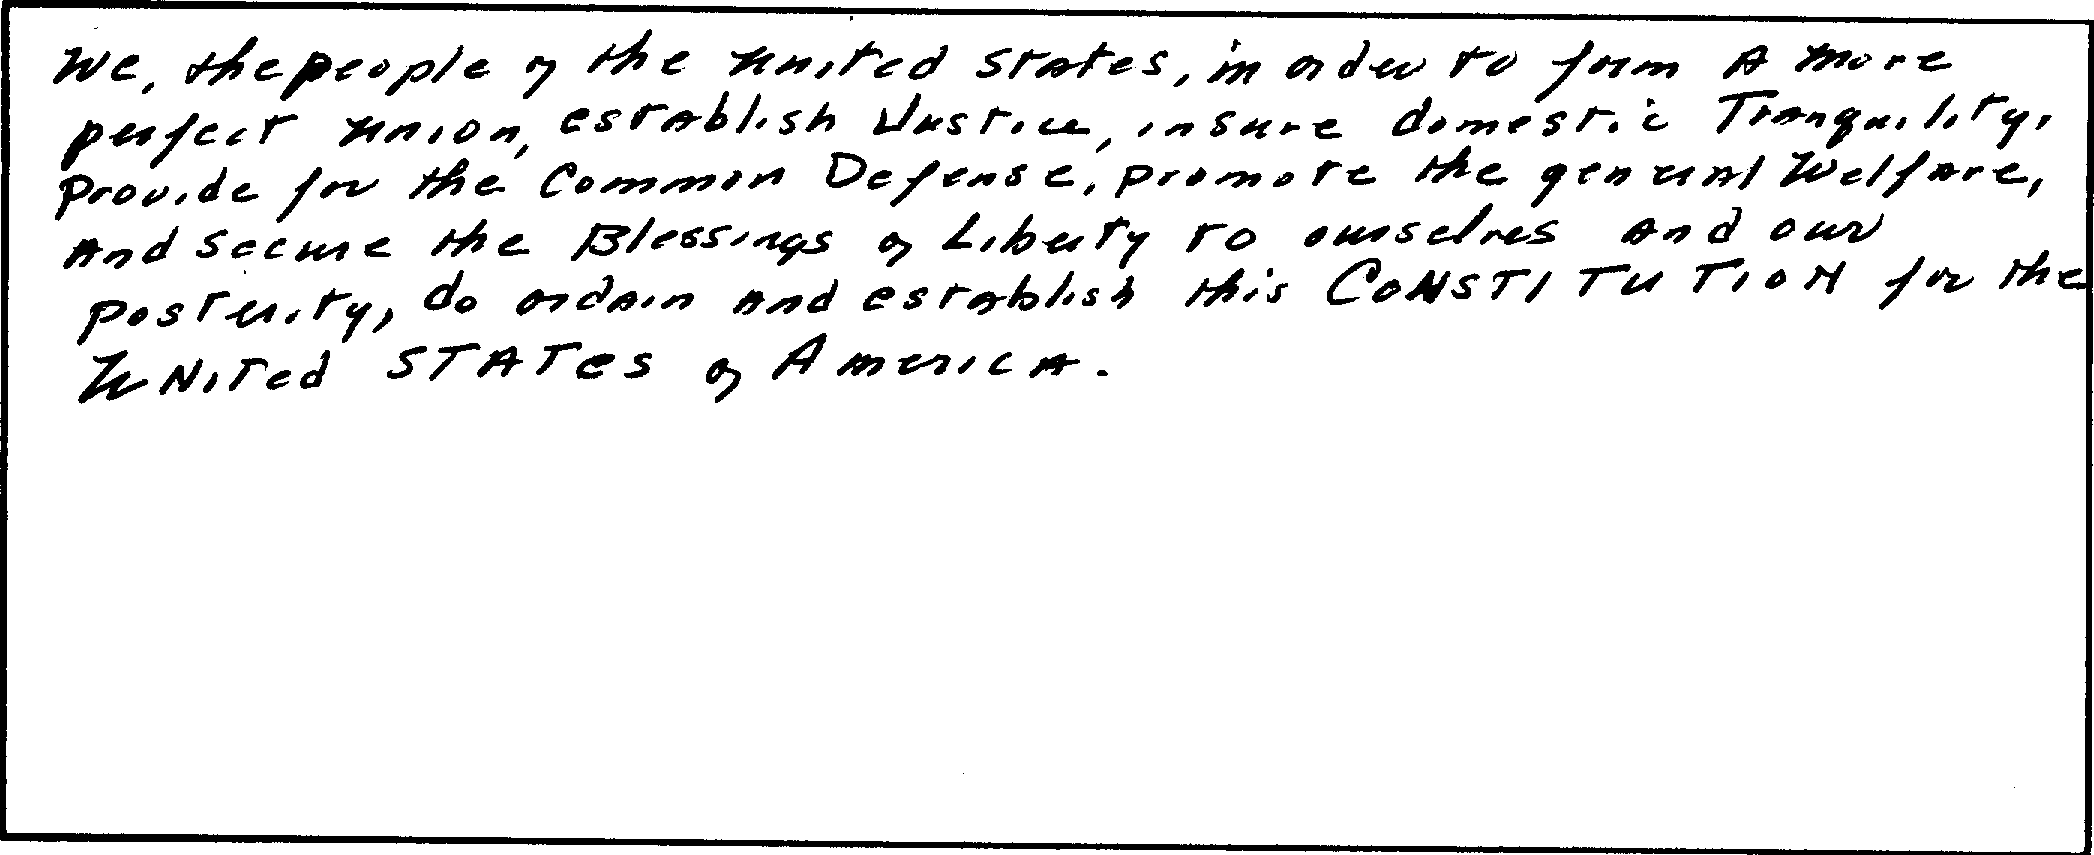 We, the people of the united States, in order to form A more
perfect union, establish Justice, insure domestic Tranquility,
Provide for the Common Defense, promote the general Welfare,
and secure the Blessings of Liberty to ourselves and our
posterity, do ordain and establish this CONSTITUTION for the
UNITed STATes of America.